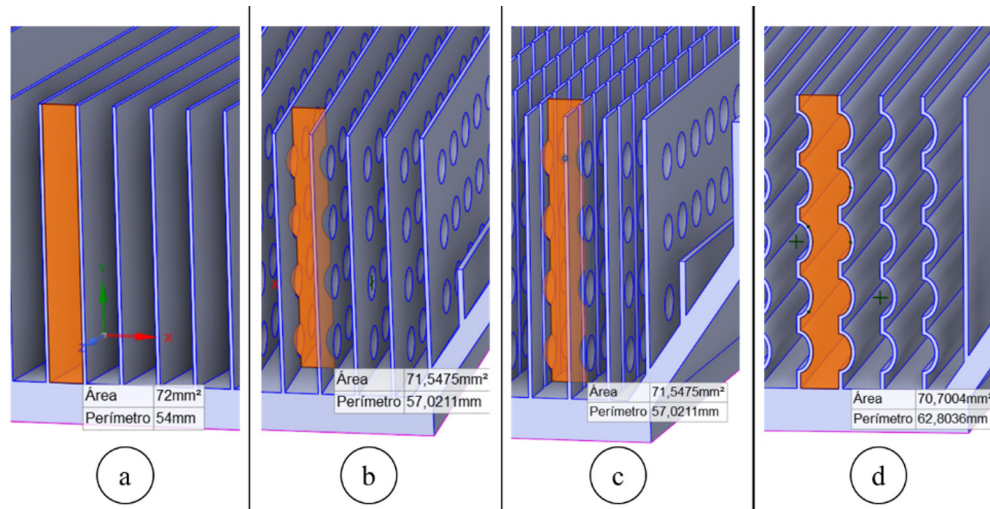 Y
X
Z
Área 72mm²
Perímetro 54mm
a
Área 71,5475mm²
Perímetro 57,0211mm
b
Área 71,5475mm²
Perímetro 57,0211mm
c
Área 70,7004mm²
Perímetro 62,8036mm
d